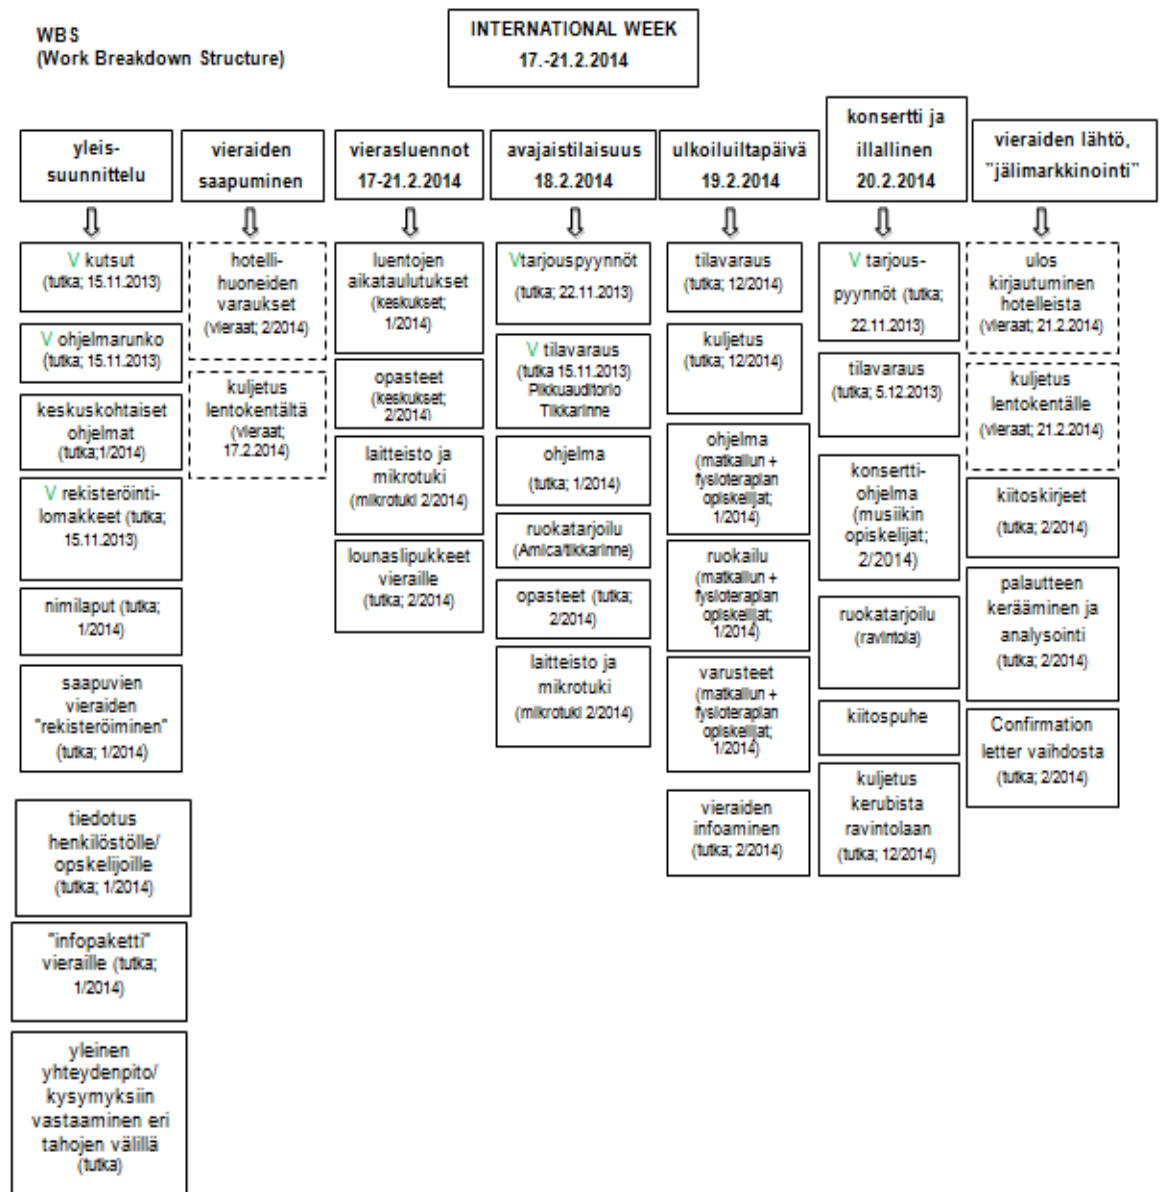 WBS
(Work Breakdown Structure)
INTERNATIONAL WEEK
17.-21.2.2014
yleis-
suunnittelu
V kutsut
(tutka; 15.11.2013)
V ohjelmarunko
(tutka; 15.11.2013)
keskuskohtaiset
ohjelmat
(tutka;1/2014)
V rekisteröinti-
lomakkeet (tutka;
15.11.2013)
nimilaput (tutka;
1/2014)
saapuvien
vieraiden
"rekisteröiminen"
(tutka; 1/2014)
tiedotus
henkilöstölle/
opskelijoille
(tutka; 1/2014)
"infopaketti"
vieraille (tutka;
1/2014)
yleinen
yhteydenpito/
kysymyksiin
vastaaminen eri
tahojen välillä
(tutka)
vieraiden
saapuminen
hotelli-
huoneiden
varaukset
(vieraat; 2/2014)
kuljetus
lentokentältä
(vieraat;
17.2.2014)
vierasluennot
17-21.2.2014
luentojen
aikataulutukset
(keskukset;
1/2014)
opasteet
(keskukset;
2/2014)
laitteisto ja
mikrotuki
(mikrotuki 2/2014)
lounaslipukkeet
vieraille
(tutka; 2/2014)
avajaistilaisuus
18.2.2014
Vtarjouspyynnöt
(tutka; 22.11.2013)
V tilavaraus
(tutka 15.11.2013)
Pikkuauditorio
Tikkarinne
ohjelma
(tutka; 1/2014)
ruokatarjoilu
(Amica/tikkarinne)
opasteet (tutka;
2/2014)
laitteisto ja
mikrotuki
(mikrotuki 2/2014)
ulkoiluiltapäivä
19.2.2014
tilavaraus
(tutka; 12/2014)
kuljetus
(tutka; 12/2014)
ohjelma
(matkailun +
fysioterapian
opiskelijat;
1/2014)
ruokailu
(matkailun +
fysioterapian
opiskelijat;
1/2014)
varusteet
(matkailun +
fysioterapian
opiskelijat;
1/2014)
vieraiden
infoaminen
(tutka; 2/2014)
konsertti ja
illallinen
20.2.2014
V tarjous-
pyynnöt (tutka;
22.11.2013)
tilavaraus
(tutka; 5.12.2013)
konsertti-
ohjelma
(musiikin
opiskelijat;
2/2014)
ruokatarjoilu
(ravintola)
kiitospuhe
kuljetus
kerubista
ravintolaan
(tutka; 12/2014)
vieraiden lähtö,
"jälimarkkinointi"
ulos
kirjautuminen
hotelleista
(vieraat; 21.2.2014)
kuljetus
lentokentälle
(vieraat; 21.2.2014)
kiitoskirjeet
(tutka; 2/2014)
palautteen
kerääminen ja
analysointi
(tutka; 2/2014)
Confirmation
letter vaihdosta
(tutka; 2/2014)